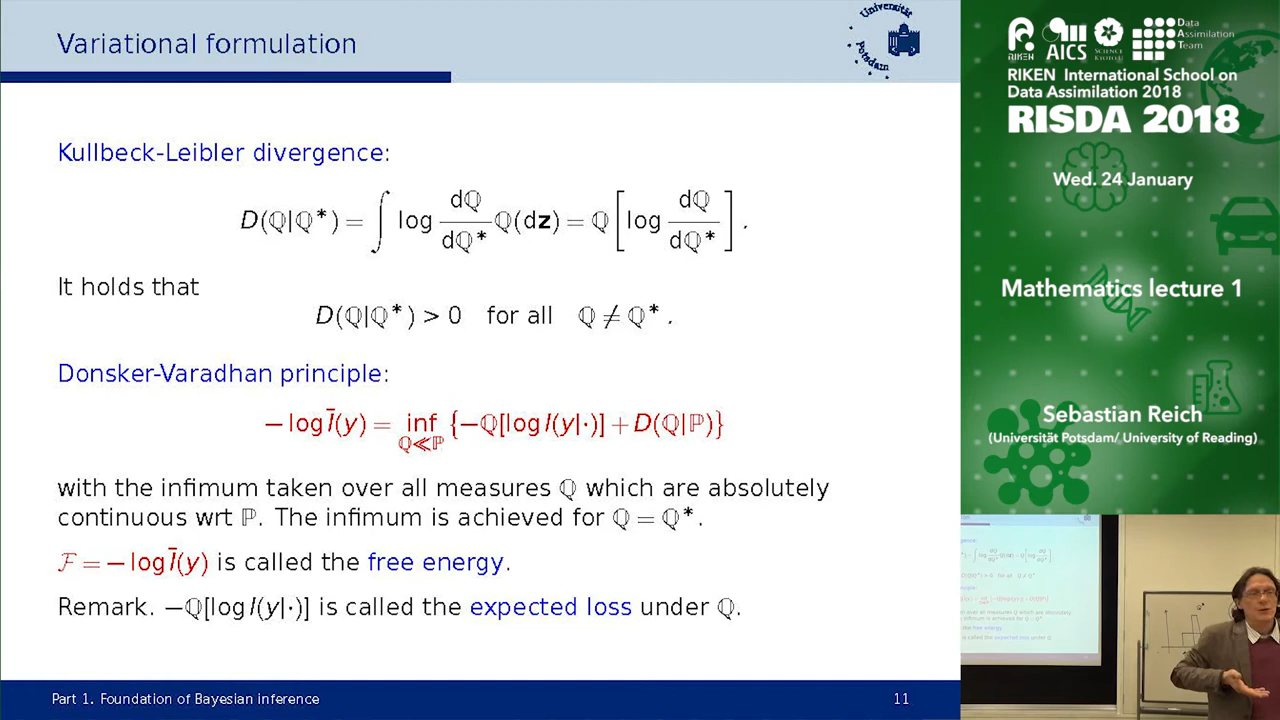 Variational formulation
Universität Potsdam
Kullbeck-Leibler divergence:
D(ℚ|ℚ*) = ∫ log dℚ/dℚ* ℚ(dz) = ℚ[log dℚ/dℚ*].
It holds that
D(ℚ|ℚ*) > 0 for all ℚ ≠ ℚ*.
Donsker-Varadhan principle:
− log l̄(y) = inf_{ℚ≪ℙ} {−ℚ[log l(y|·)] + D(ℚ|ℙ)}
with the infimum taken over all measures ℚ which are absolutely
continuous wrt ℙ. The infimum is achieved for ℚ = ℚ*.
ℱ = − log l̄(y) is called the free energy.
Remark. −ℚ[log l(y|·)] is called the expected loss under ℚ.
Part 1. Foundation of Bayesian inference
11
RIKEN
AICS
Data
Assimilation
Team
RIKEN International School on
Data Assimilation 2018
RISDA 2018
Wed. 24 January
Mathematics lecture 1
Sebastian Reich
(Universität Potsdam/ University of Reading)